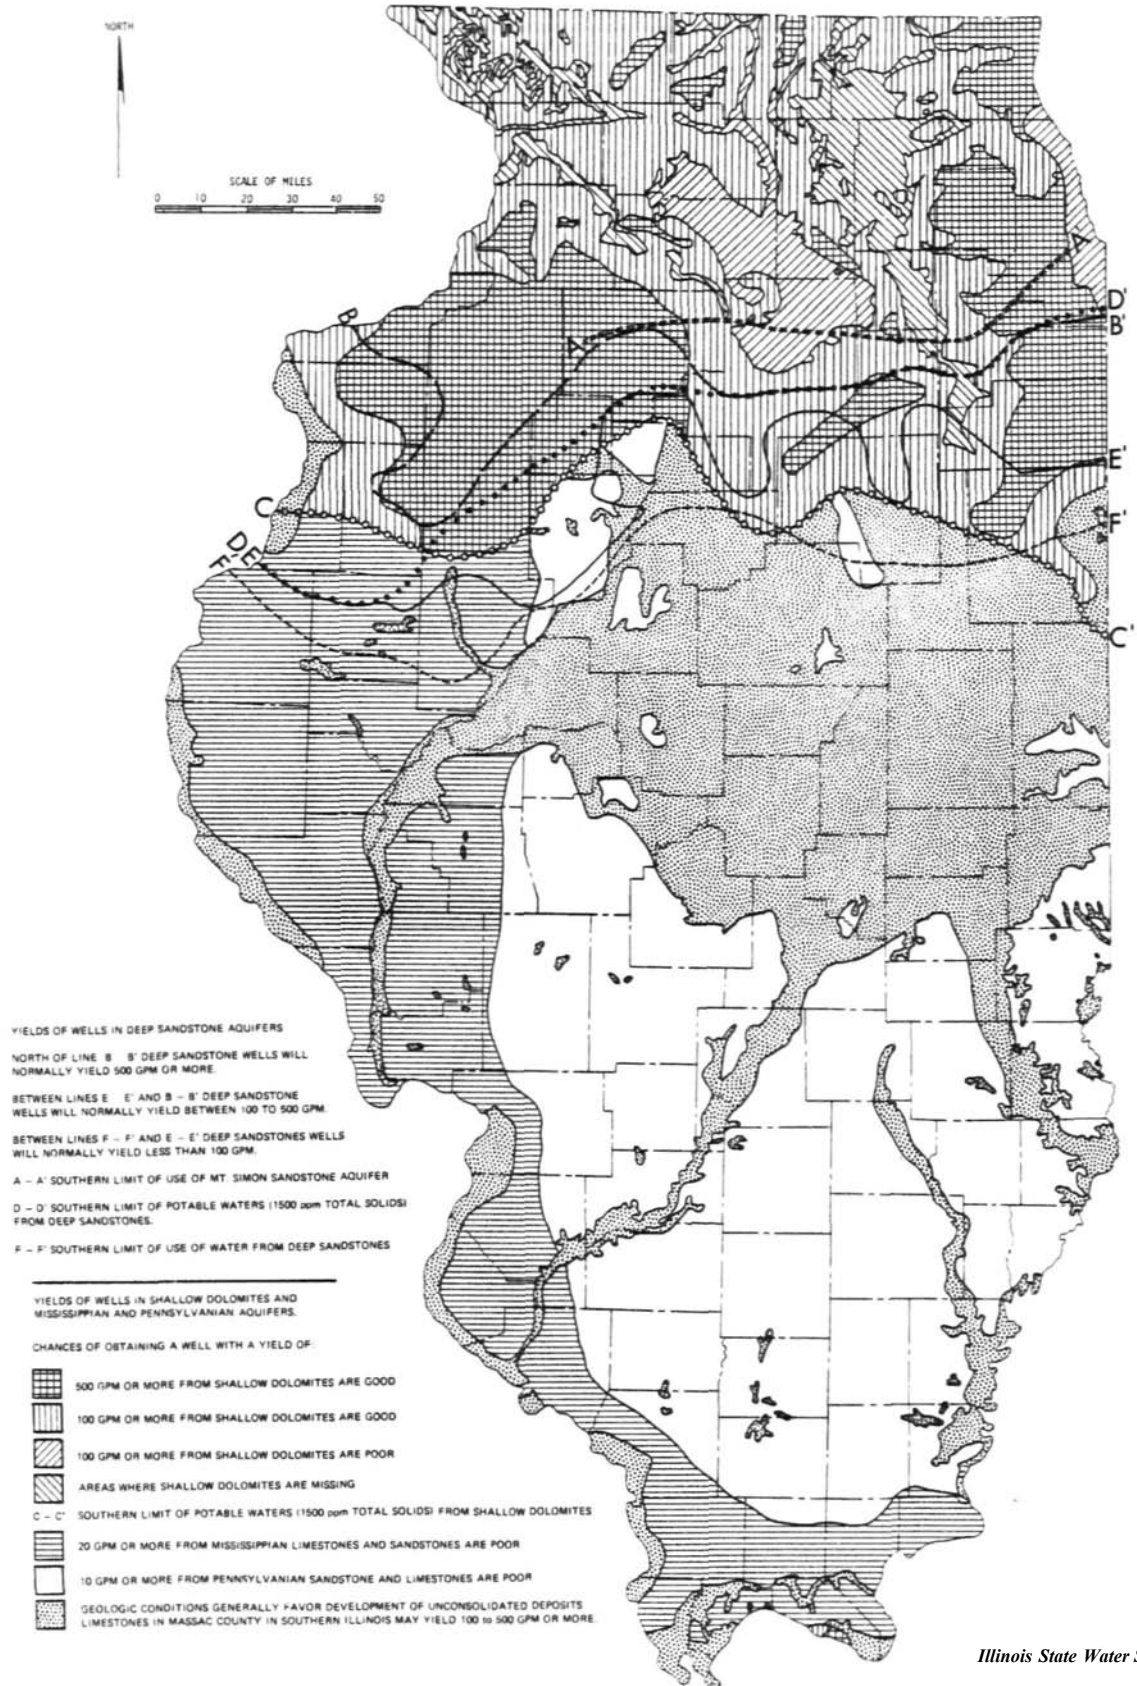 NORTH
SCALE OF MILES
0 10 20 30 40 50
A
D'
B'
B
A
E'
C
F'
D E
F
C'
YIELDS OF WELLS IN DEEP SANDSTONE AQUIFERS
NORTH OF LINE B B' DEEP SANDSTONE WELLS WILL
NORMALLY YIELD 500 GPM OR MORE.
BETWEEN LINES E E' AND B – B' DEEP SANDSTONE
WELLS WILL NORMALLY YIELD BETWEEN 100 TO 500 GPM.
BETWEEN LINES F – F' AND E – E' DEEP SANDSTONES WELLS
WILL NORMALLY YIELD LESS THAN 100 GPM.
A – A' SOUTHERN LIMIT OF USE OF MT. SIMON SANDSTONE AQUIFER
D – D' SOUTHERN LIMIT OF POTABLE WATERS (1500 ppm TOTAL SOLIDS)
FROM DEEP SANDSTONES.
F – F' SOUTHERN LIMIT OF USE OF WATER FROM DEEP SANDSTONES
YIELDS OF WELLS IN SHALLOW DOLOMITES AND
MISSISSIPPIAN AND PENNSYLVANIAN AQUIFERS.
CHANCES OF OBTAINING A WELL WITH A YIELD OF:
500 GPM OR MORE FROM SHALLOW DOLOMITES ARE GOOD
100 GPM OR MORE FROM SHALLOW DOLOMITES ARE GOOD
100 GPM OR MORE FROM SHALLOW DOLOMITES ARE POOR
AREAS WHERE SHALLOW DOLOMITES ARE MISSING
C – C' SOUTHERN LIMIT OF POTABLE WATERS (1500 ppm TOTAL SOLIDS) FROM SHALLOW DOLOMITES
20 GPM OR MORE FROM MISSISSIPPIAN LIMESTONES AND SANDSTONES ARE POOR
10 GPM OR MORE FROM PENNSYLVANIAN SANDSTONE AND LIMESTONES ARE POOR
GEOLOGIC CONDITIONS GENERALLY FAVOR DEVELOPMENT OF UNCONSOLIDATED DEPOSITS
LIMESTONES IN MASSAC COUNTY IN SOUTHERN ILLINOIS MAY YIELD 100 to 500 GPM OR MORE.
Illinois State Water